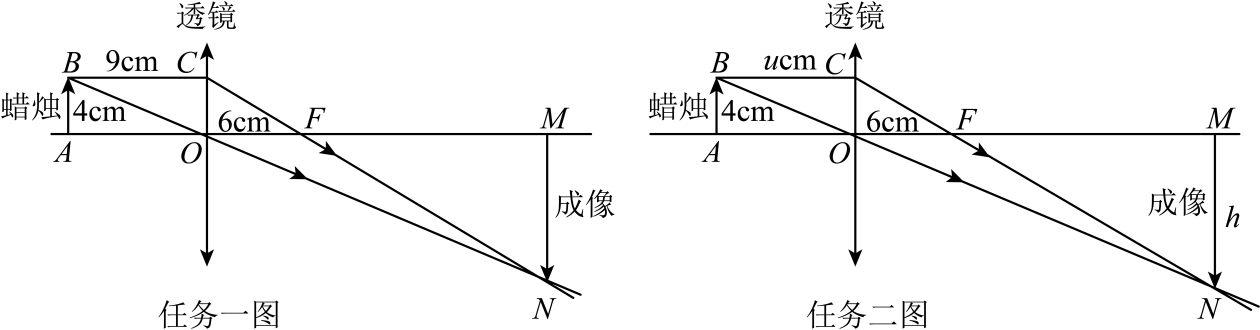 透镜
B 9cm C
蜡烛 4cm 6cm F M
A O
成像
N
任务一图
透镜
B ucm C
蜡烛 4cm 6cm F M
A O
成像 h
N
任务二图